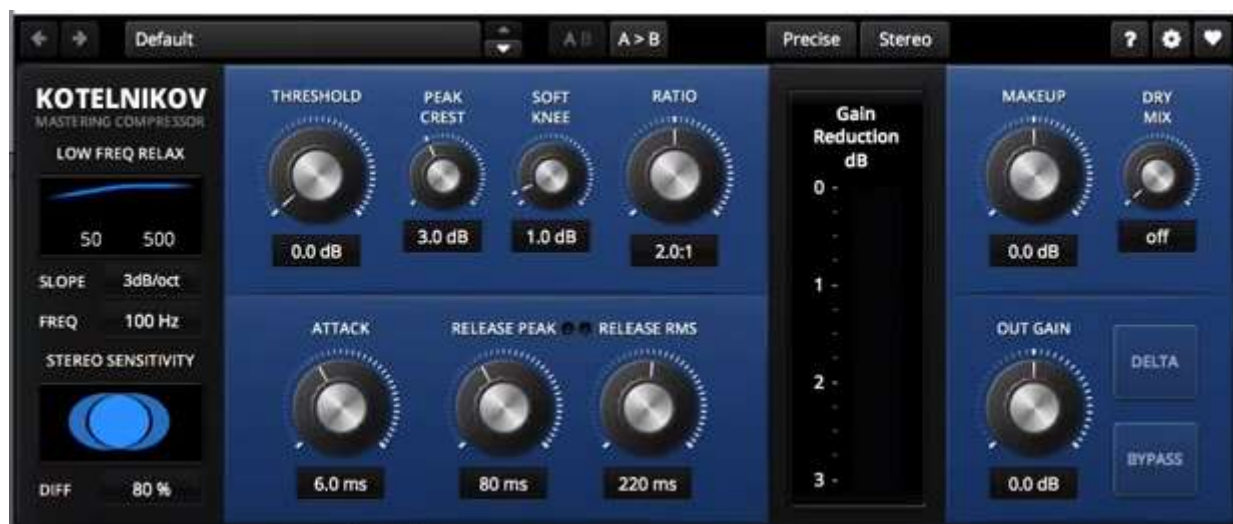 Default
A B
A > B
Precise
Stereo
?
KOTELNIKOV
MASTERING COMPRESSOR
LOW FREQ RELAX
50 500
SLOPE 3dB/oct
FREQ 100 Hz
STEREO SENSITIVITY
DIFF 80 %
THRESHOLD
0.0 dB
PEAK
CREST
3.0 dB
SOFT
KNEE
1.0 dB
RATIO
2.0:1
ATTACK
6.0 ms
RELEASE PEAK
80 ms
RELEASE RMS
220 ms
Gain
Reduction
dB
0 -
1 -
2 -
3 -
MAKEUP
0.0 dB
DRY
MIX
off
OUT GAIN
0.0 dB
DELTA
BYPASS